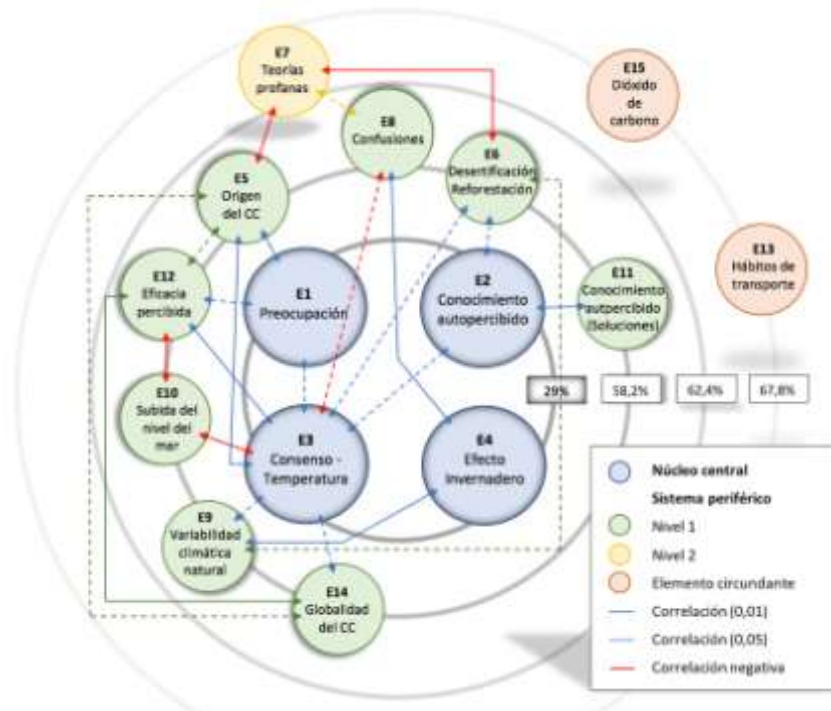 E7
Teorías
profanas
E15
Dióxido
de
carbono
E8
Confusiones
E6
Desertificación
Reforestación
E5
Origen
del CC
E13
Hábitos de
transporte
E12
Eficacia
percibida
E1
Preocupación
E2
Conocimiento
autopercibido
E11
Conocimiento
autpercibido
(Soluciones)
29%
58,2%
62,4%
67,8%
E10
Subida del
nivel del
mar
E3
Consenso -
Temperatura
E4
Efecto
Invernadero
E9
Variabilidad
climática
natural
E14
Globalidad
del CC
Núcleo central
Sistema periférico
Nivel 1
Nivel 2
Elemento circundante
Correlación (0,01)
Correlación (0,05)
Correlación negativa